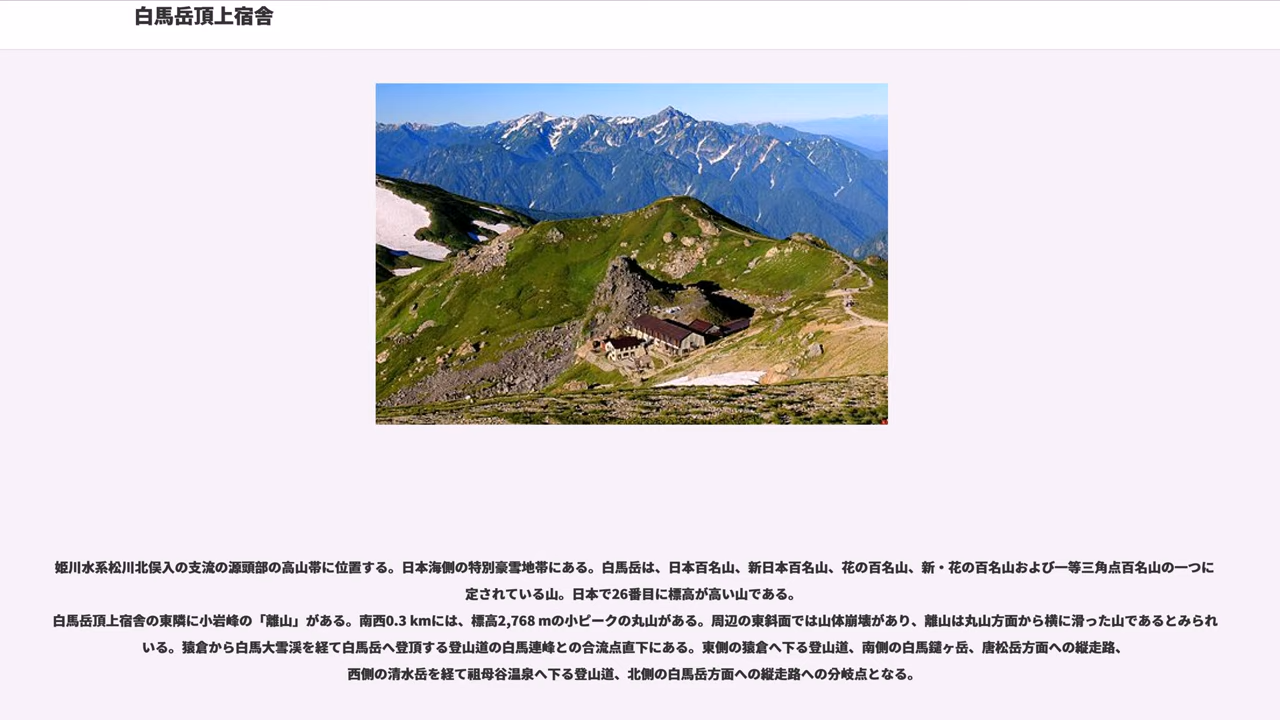 白馬岳頂上宿舎
姫川水系松川北俣入の支流の源頭部の高山帯に位置する。日本海側の特別豪雪地帯にある。白馬岳は、日本百名山、新日本百名山、花の百名山、新・花の百名山および一等三角点百名山の一つに
定されている山。日本で26番目に標高が高い山である。
白馬岳頂上宿舎の東隣に小岩峰の「離山」がある。南西0.3 kmには、標高2,768 mの小ピークの丸山がある。周辺の東斜面では山体崩壊があり、離山は丸山方面から横に滑った山であるとみられ
いる。猿倉から白馬大雪渓を経て白馬岳へ登頂する登山道の白馬連峰との合流点直下にある。東側の猿倉へ下る登山道、南側の白馬鑓ヶ岳、唐松岳方面への縦走路、
西側の清水岳を経て祖母谷温泉へ下る登山道、北側の白馬岳方面への縦走路への分岐点となる。